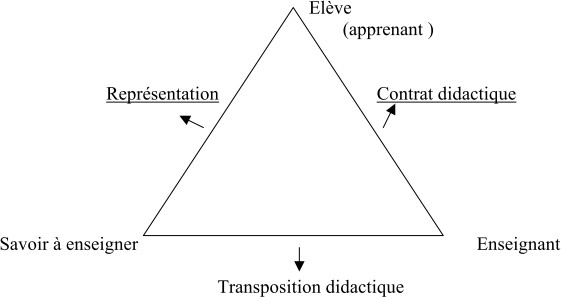 Elève
(apprenant )
Représentation
Contrat didactique
Savoir à enseigner
Enseignant
Transposition didactique